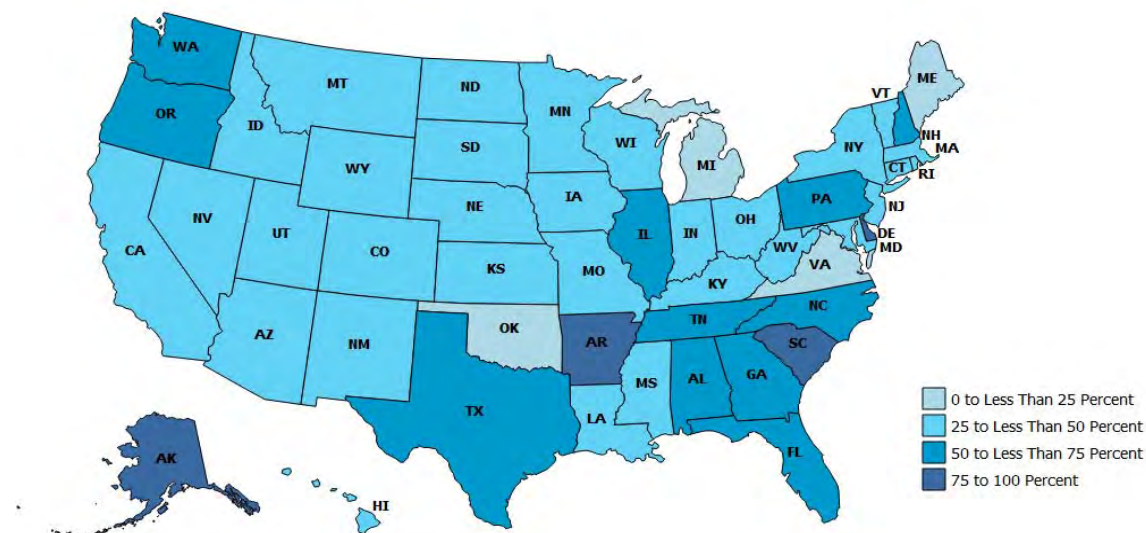 WA
MT
ND
ME
VT
MN
OR
ID
NH
WI
NY
MA
SD
MI
WY
CT
RI
IA
PA
NE
NJ
NV
OH
IL
IN
DE
UT
CO
WV
MD
CA
KS
MO
VA
KY
NC
TN
OK
AZ
NM
AR
SC
MS
AL
GA
TX
LA
0 to Less Than 25 Percent
25 to Less Than 50 Percent
FL
50 to Less Than 75 Percent
AK
75 to 100 Percent
HI